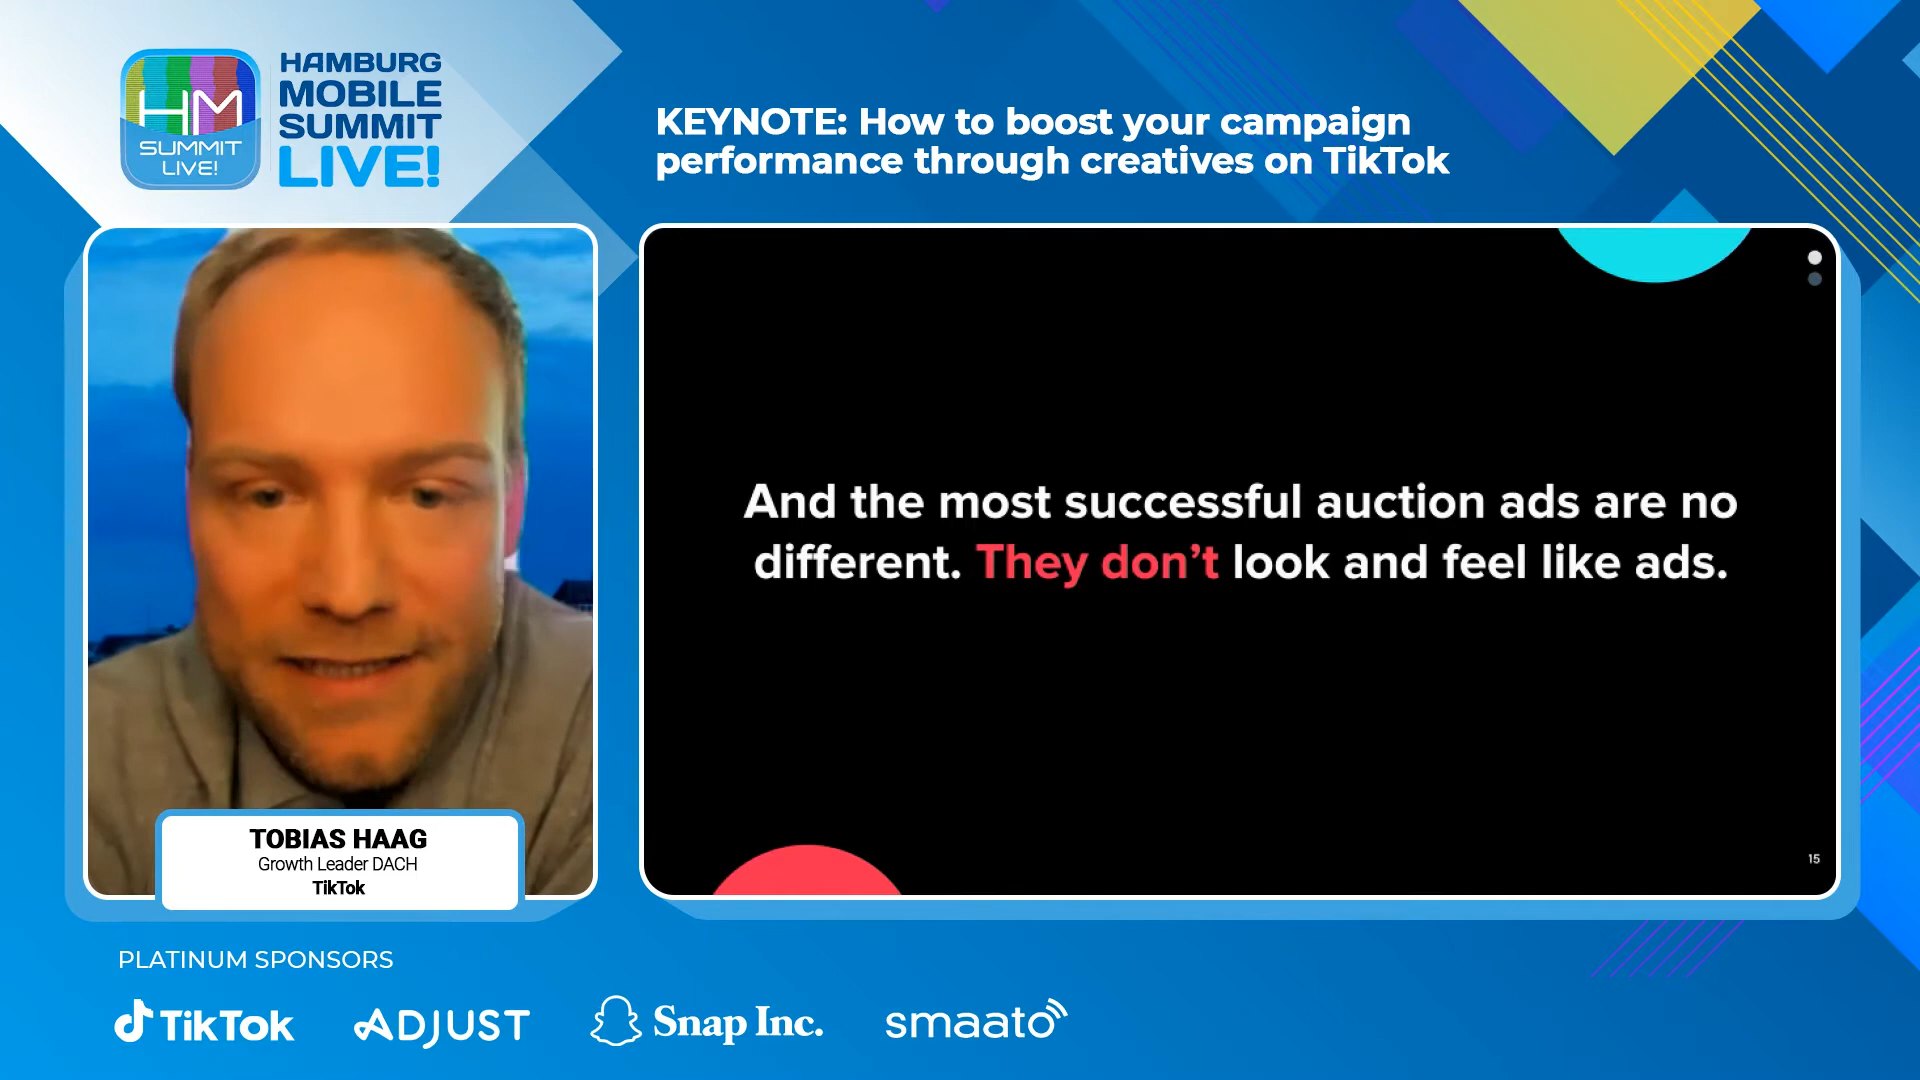 HM
SUMMIT
LIVE!
HAMBURG
MOBILE
SUMMIT
LIVE!
KEYNOTE: How to boost your campaign
performance through creatives on TikTok
And the most successful auction ads are no
different. They don’t look and feel like ads.
15
TOBIAS HAAG
Growth Leader DACH
TikTok
PLATINUM SPONSORS
TikTok
ADJUST
Snap Inc.
smaato